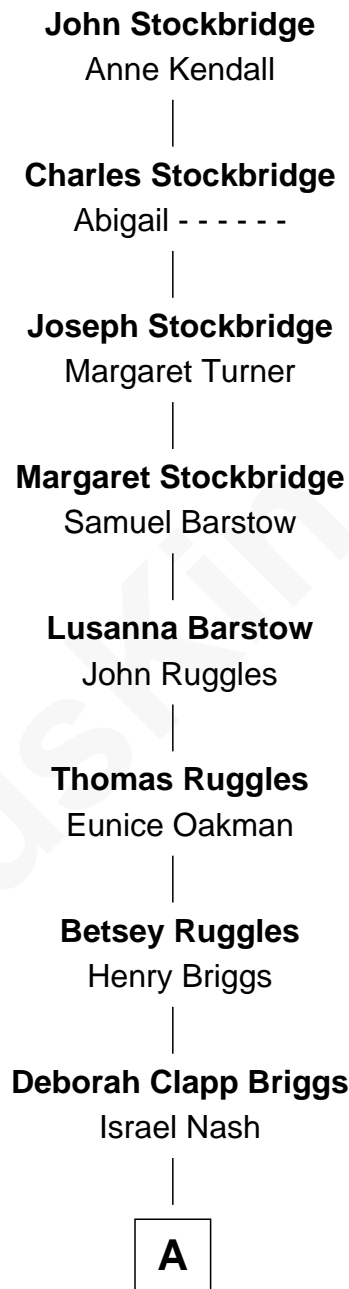 John Stockbridge
Anne Kendall
Charles Stockbridge
Abigail - - - - - -
Joseph Stockbridge
Margaret Turner
Margaret Stockbridge
Samuel Barstow
Lusanna Barstow
John Ruggles
Thomas Ruggles
Eunice Oakman
Betsey Ruggles
Henry Briggs
Deborah Clapp Briggs
Israel Nash
A